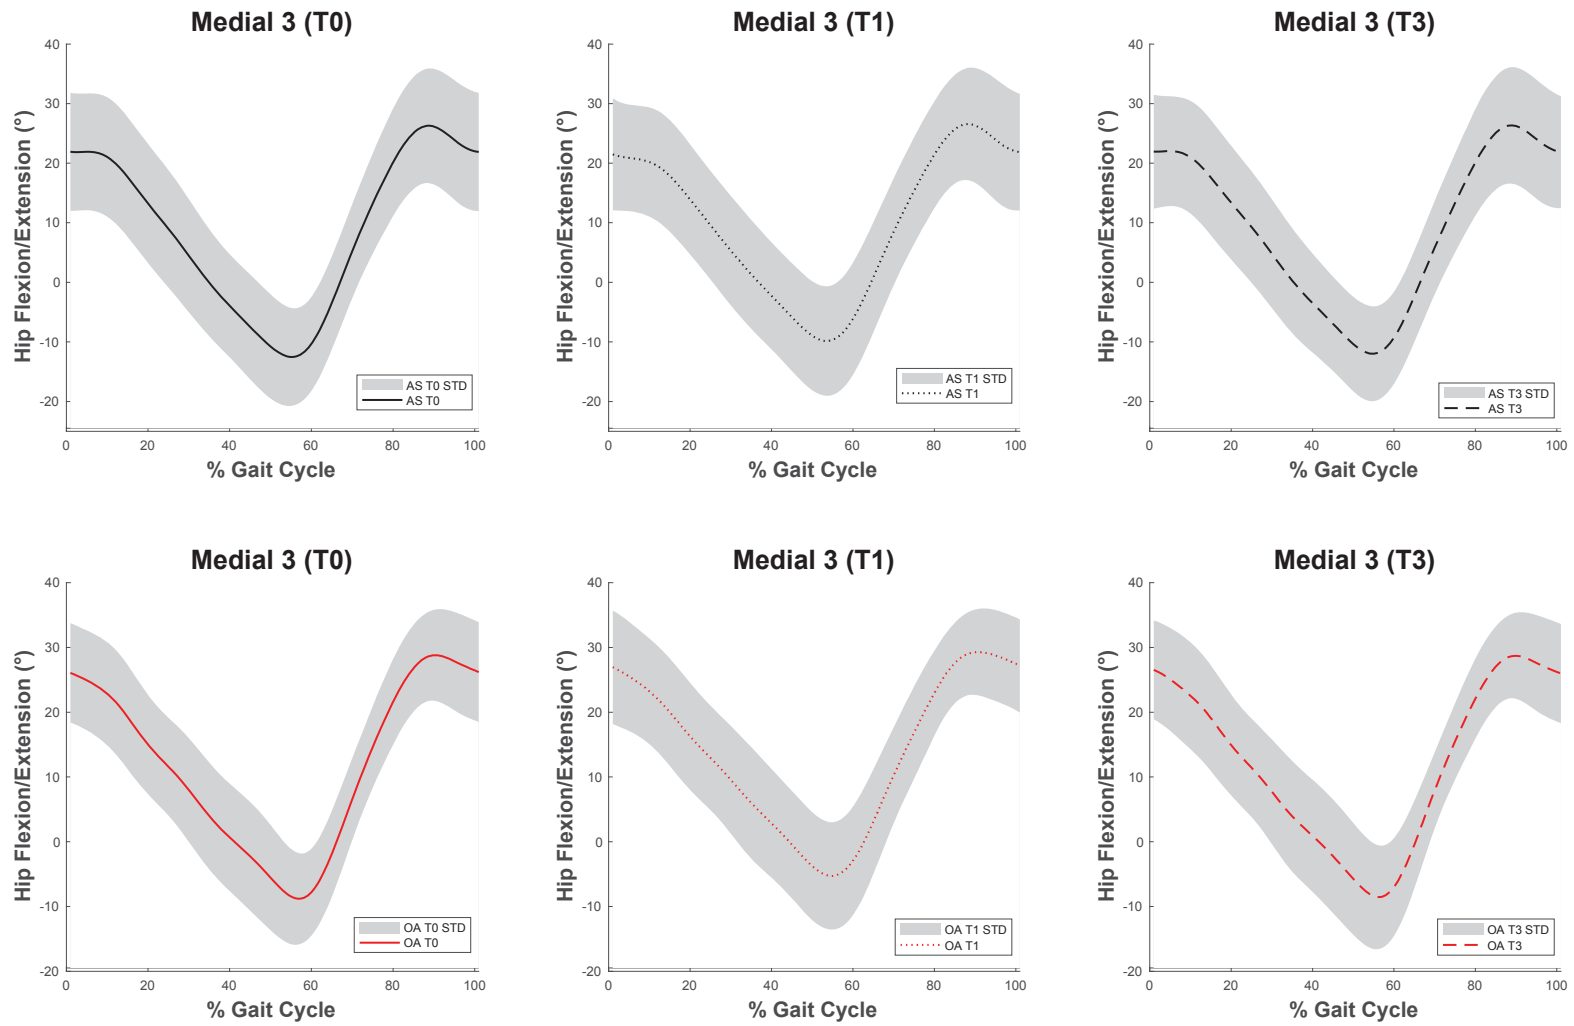 Medial 3 (T0)
Hip Flexion/Extension (°)
40
30
20
10
0
-10
-20
AS T0 STD
AS T0
0 20 40 60 80 100
% Gait Cycle
Medial 3 (T1)
Hip Flexion/Extension (°)
40
30
20
10
0
-10
-20
AS T1 STD
AS T1
0 20 40 60 80 100
% Gait Cycle
Medial 3 (T3)
Hip Flexion/Extension (°)
40
30
20
10
0
-10
-20
AS T3 STD
AS T3
0 20 40 60 80 100
% Gait Cycle
Medial 3 (T0)
Hip Flexion/Extension (°)
40
30
20
10
0
-10
-20
OA T0 STD
OA T0
0 20 40 60 80 100
% Gait Cycle
Medial 3 (T1)
Hip Flexion/Extension (°)
40
30
20
10
0
-10
-20
OA T1 STD
OA T1
0 20 40 60 80 100
% Gait Cycle
Medial 3 (T3)
Hip Flexion/Extension (°)
40
30
20
10
0
-10
-20
OA T3 STD
OA T3
0 20 40 60 80 100
% Gait Cycle